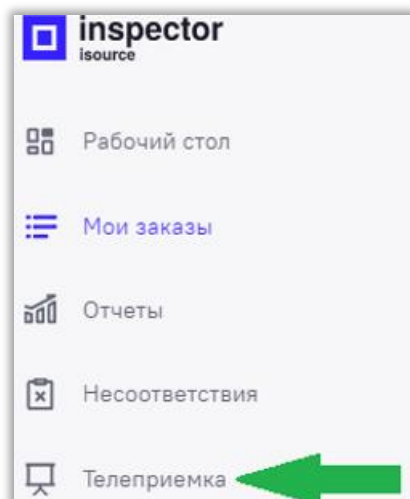 inspector
isource
Рабочий стол
Мои заказы
Отчеты
Несоответствия
Телеприемка